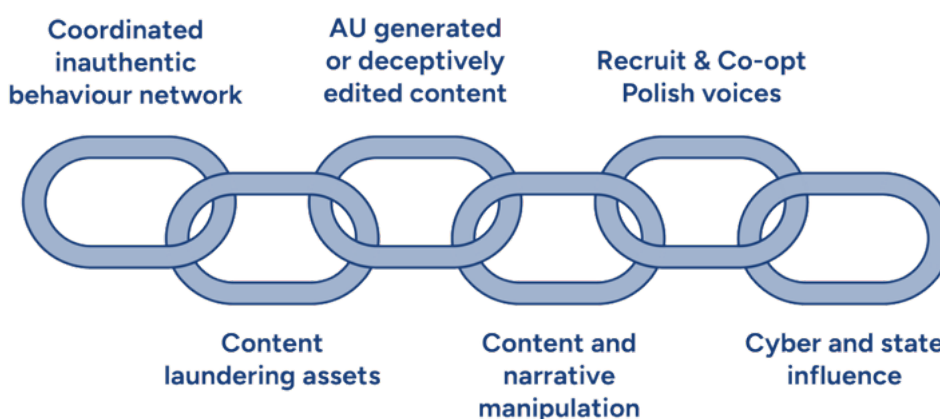 Coordinated
inauthentic
behaviour network
AU generated
or deceptively
edited content
Recruit & Co-opt
Polish voices
Content
laundering assets
Content and
narrative
manipulation
Cyber and state
influence